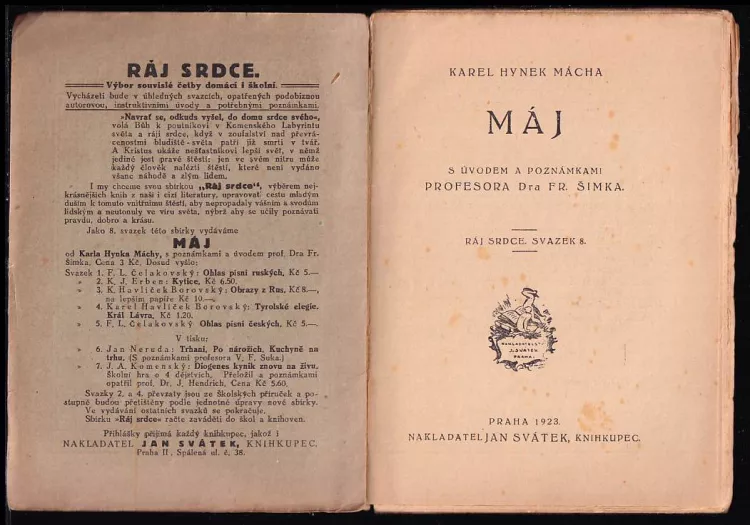 RÁJ SRDCE.
Výbor souvislé četby domácí i školní.
Vycházeti bude v úhledných svazcích, opatřených podobiznou
autorovou, instruktivními úvody a potřebnými poznámkami.
»Navrať se, odkuds vyšel, do domu srdce svého«,
volá Bůh k poutníkovi v Komenského Labyrintu
světa a ráji srdce, když v zoufalství nad převrá-
ceností bludiště-světa patří již smrti v tvář.
A Kristus ukáže nešťastníkovi lepší svět, v němž
jedině jest pravé štěstí: jen ve svém nitru může
každý člověk nalézti štěstí, které není vydáno
všanc náhodě a zlým lidem.
I my chceme svou sbírkou „Ráj srdce", výběrem nej-
krásnějších knih z naší i cizí literatury, upravovat cestu mladým
duším k tomuto vnitřnímu štěstí, aby nepropadaly vášním a svodům
lidským a neutonuly ve víru světa, nýbrž aby se učily poznávati
pravdu, dobro a krásu.
Jako 8. svazek této sbírky vydáváme
MÁJ
od Karla Hynka Máchy, s poznámkami a úvodem prof. Dra Fr.
Šimka, Cena 3 Kč. Dosud vyšlo:
Svazek 1. F. L. Čelakovský: Ohlas písní ruských, Kč 5.—
» 2. K. J. Erben: Kytice, Kč 6.50.
» 3. K. Havlíček Borovský: Obrazy z Rus, Kč 8.—,
na lepším papíře Kč 10.—.
» 4. Karel Havlíček Borovský: Tyrolské elegie.
Král Lávra, Kč 1.20.
» 5. F. L. Čelakovský Ohlas písní českých, Kč 5.—
V tisku:
» 6. Jan Neruda: Trhani, Po nárožích, Kuchyně na
trhu. (S poznámkami profesora V. F. Suka.)
» 7. J. A. Komenský: Diogenes kynik znovu na živu.
Školní hra o 4 dějstvích. Přeložil a poznámkami
opatřil prof. Dr. J. Hendrich, Cena Kč 5.60.
Svazky 2. a 4. převzaty jsou ze Školských příruček a po-
stupně budou přetištěny podle jednotné úpravy nové sbírky.
Ve vydávání ostatních svazků se pokračuje.
Sbírku »Ráj srdce« račte zaváděti do škol a knihoven.
Přihlášky přijímá každý knihkupec, jakož i
NAKLADATEL JAN SVÁTEK, KNIHKUPEC.
Praha II, Spálená ul. č. 38.
KAREL HYNEK MÁCHA
MÁJ
S ÚVODEM A POZNÁMKAMI
PROFESORA Dra FR. ŠIMKA.
RÁJ SRDCE. SVAZEK 8.
NAKLADATELSTVÍ
J. SVÁTEK
PRAHA
PRAHA 1923.
NAKLADATEL JAN SVÁTEK, KNIHKUPEC.